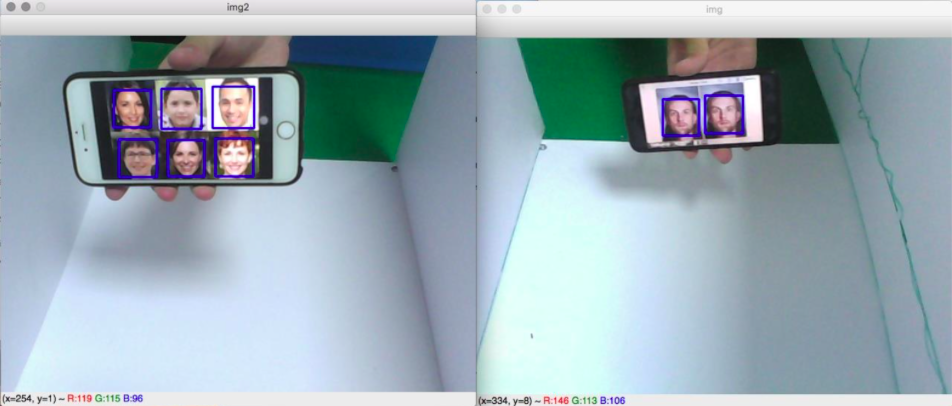 img2
img
(x=254, y=1) ~ R:119 G:115 B:96
(x=334, y=8) ~ R:146 G:113 B:106